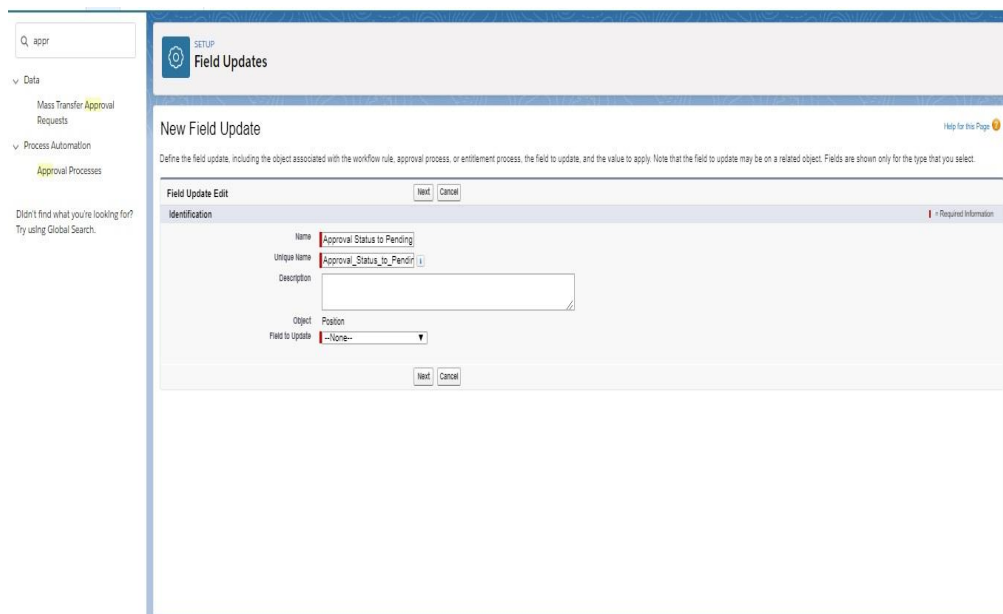 appr
Data
Mass Transfer Approval
Requests
Process Automation
Approval Processes
Didn't find what you're looking for?
Try using Global Search.
SETUP
Field Updates
New Field Update
Help for this Page ?
Define the field update, including the object associated with the workflow rule, approval process, or entitlement process, the field to update, and the value to apply. Note that the field to update may be on a related object. Fields are shown only for the type that you select.
Field Update Edit Next Cancel
Identification = Required Information
Name Approval Status to Pending
Unique Name Approval_Status_to_Pendin i
Description
Object Position
Field to Update --None--
Next Cancel